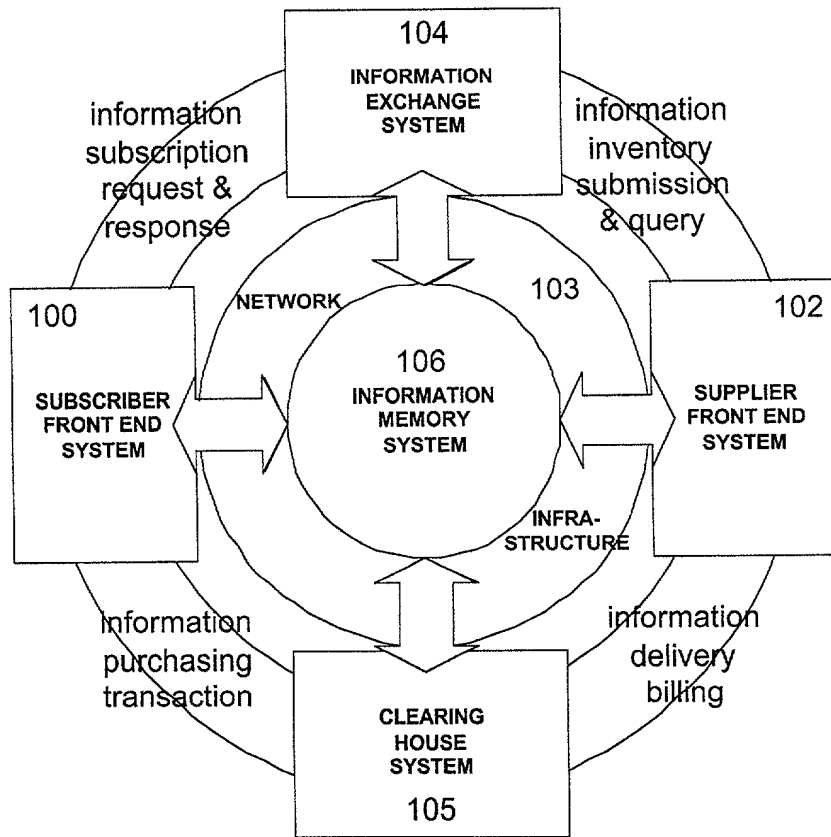 104
INFORMATION
EXCHANGE
SYSTEM
information
subscription
request &
response
information
inventory
submission
& query
100
SUBSCRIBER
FRONT END
SYSTEM
NETWORK
103
106
INFORMATION
MEMORY
SYSTEM
102
SUPPLIER
FRONT END
SYSTEM
INFRA-
STRUCTURE
information
purchasing
transaction
information
delivery
billing
CLEARING
HOUSE
SYSTEM
105